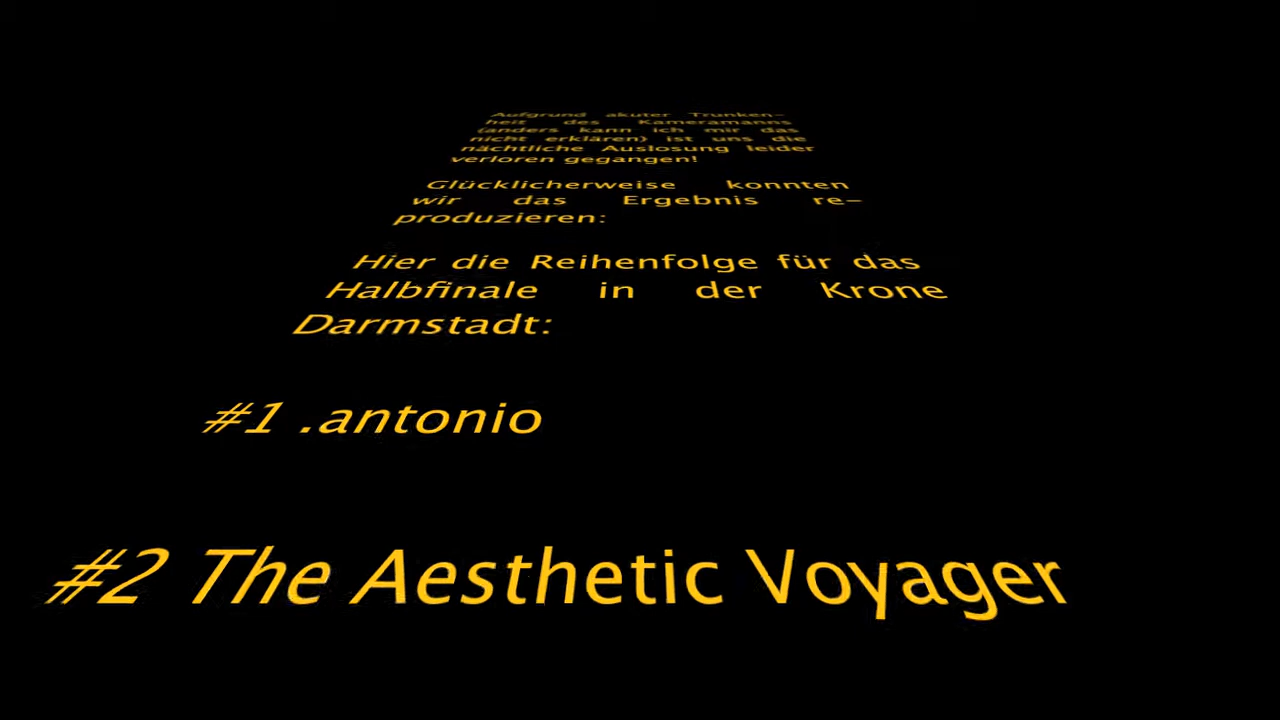 Aufgrund akuter Trunken-
heit des Kameramanns
(anders kann ich mir das
nicht erklären) ist uns die
nächtliche Auslosung leider
verloren gegangen!
Glücklicherweise konnten
wir das Ergebnis re-
produzieren:
Hier die Reihenfolge für das
Halbfinale in der Krone
Darmstadt:
#1 .antonio
#2 The Aesthetic Voyager